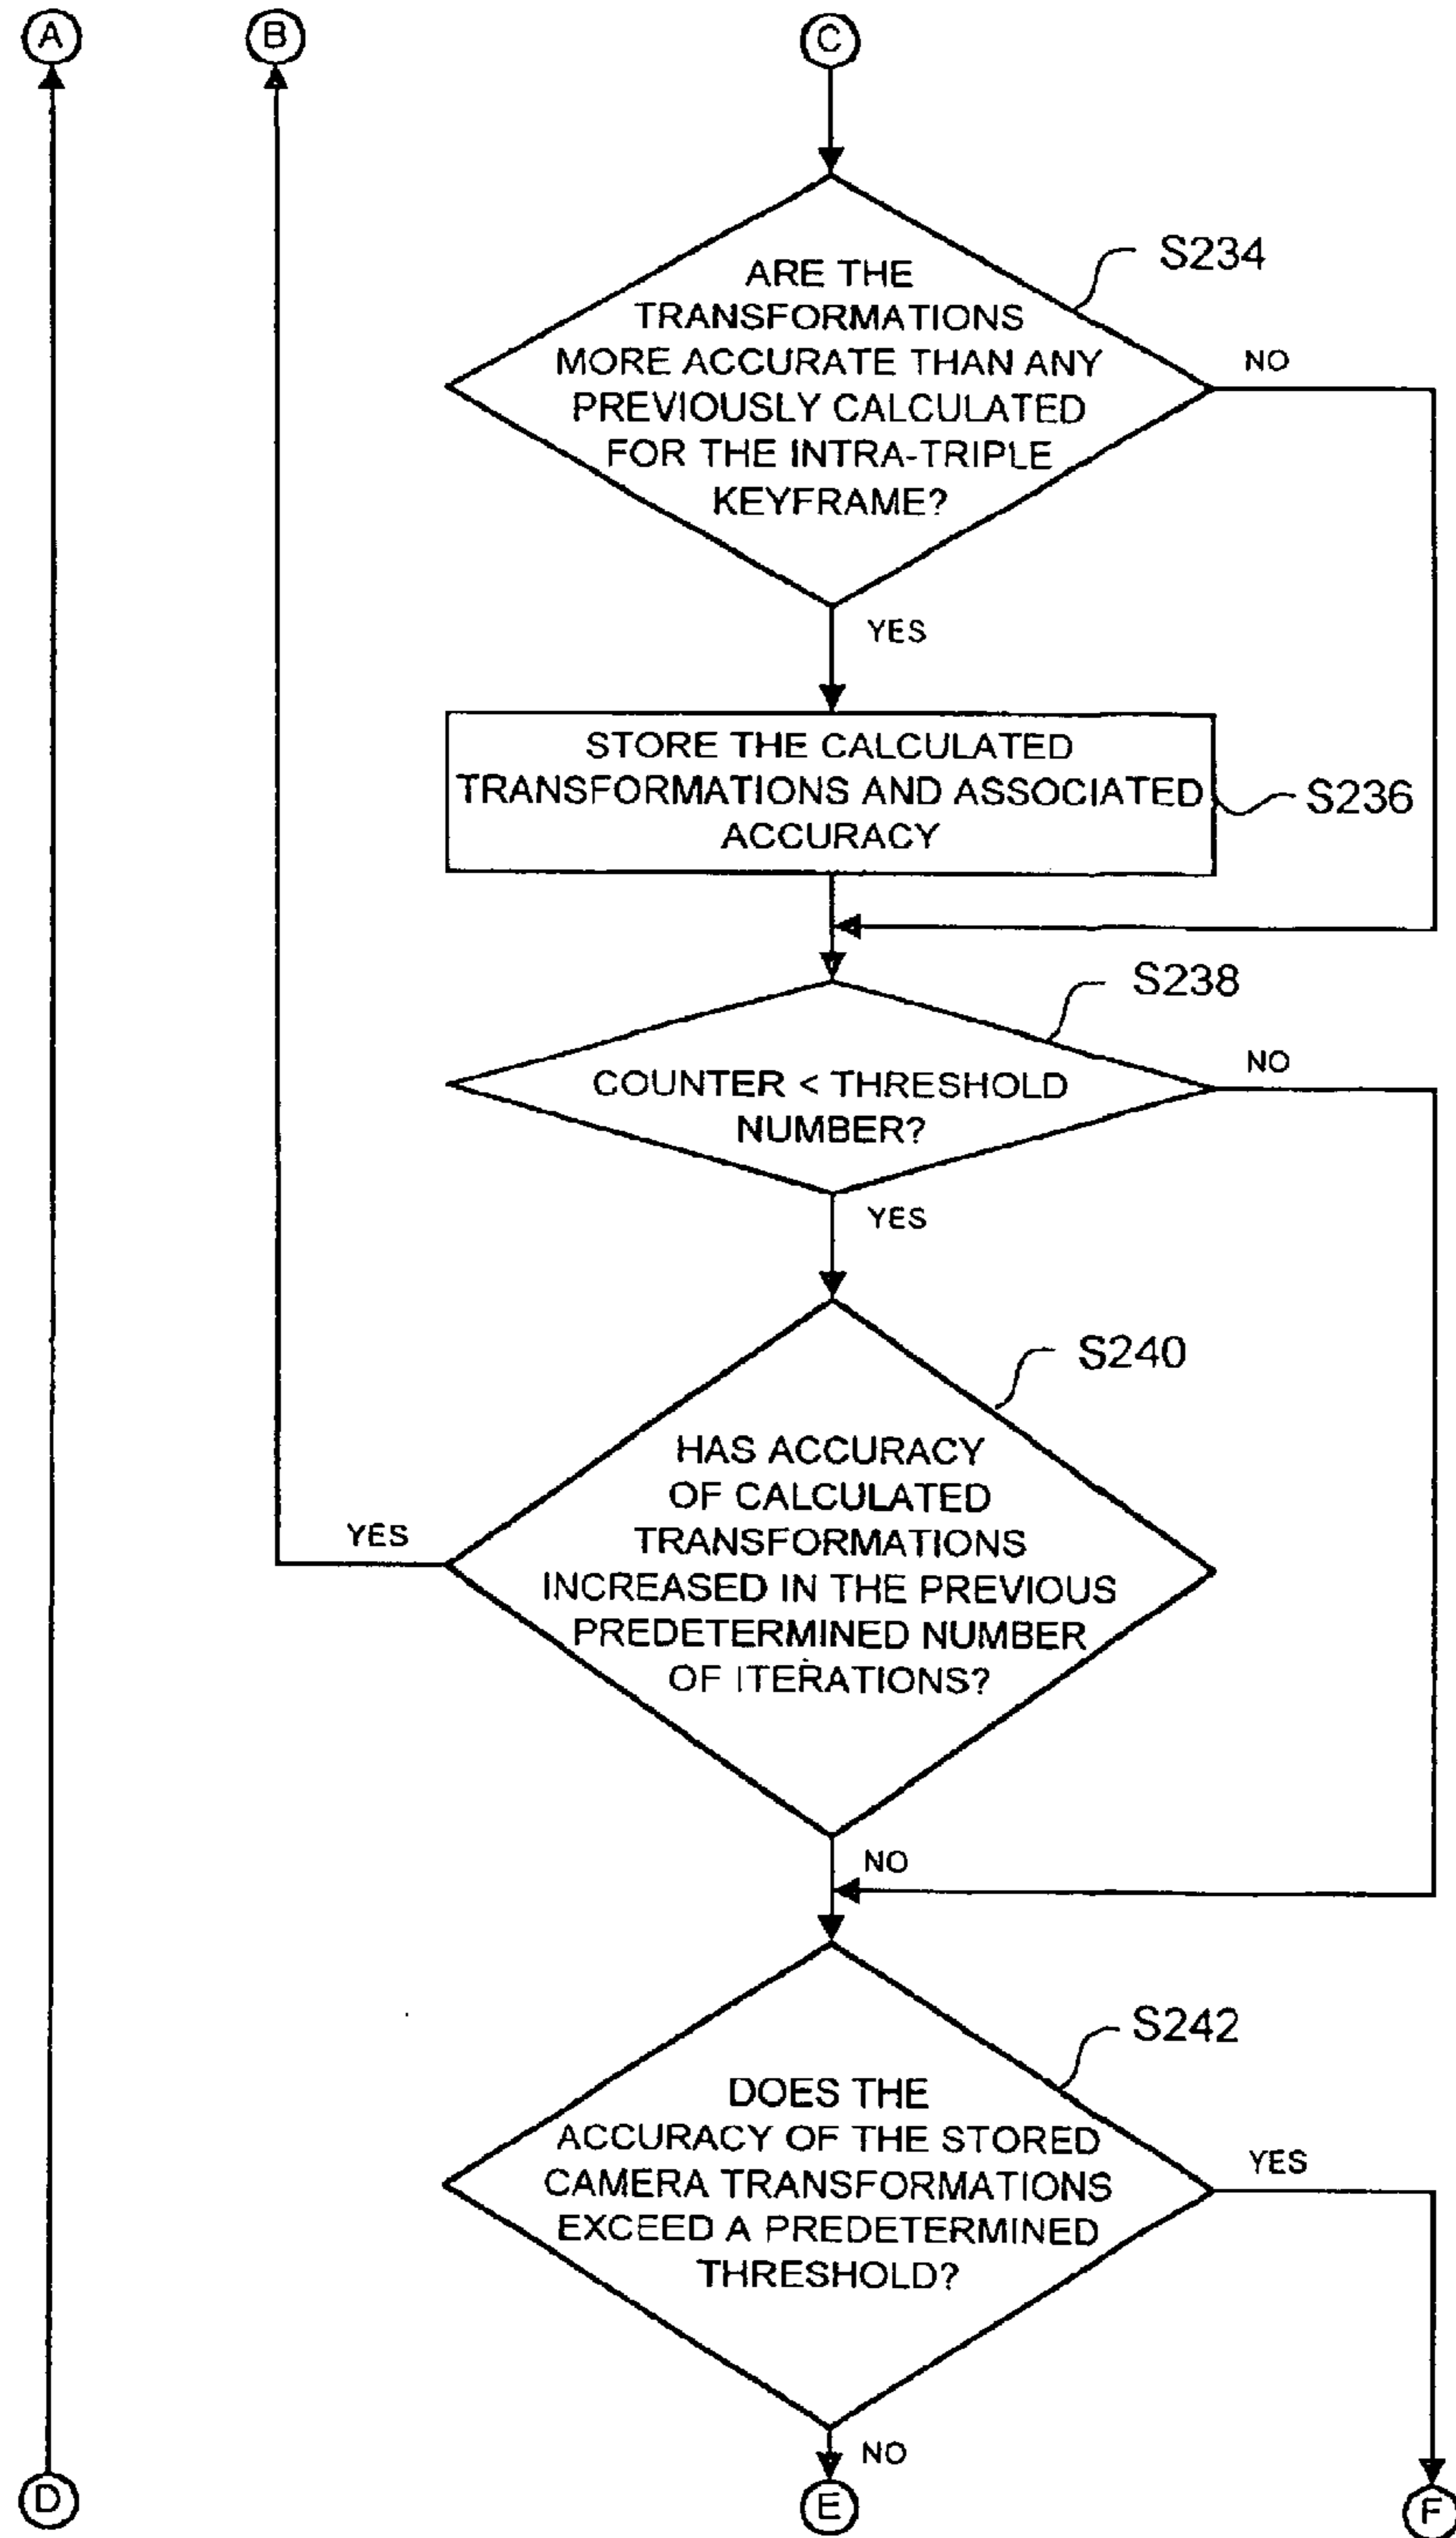 A
B
C
S234
ARE THE
TRANSFORMATIONS
MORE ACCURATE THAN ANY
PREVIOUSLY CALCULATED
FOR THE INTRA-TRIPLE
KEYFRAME?
NO
YES
STORE THE CALCULATED
TRANSFORMATIONS AND ASSOCIATED
ACCURACY
S236
S238
COUNTER < THRESHOLD
NUMBER?
NO
YES
S240
HAS ACCURACY
OF CALCULATED
TRANSFORMATIONS
INCREASED IN THE PREVIOUS
PREDETERMINED NUMBER
OF ITERATIONS?
YES
NO
S242
DOES THE
ACCURACY OF THE STORED
CAMERA TRANSFORMATIONS
EXCEED A PREDETERMINED
THRESHOLD?
YES
NO
D
E
F